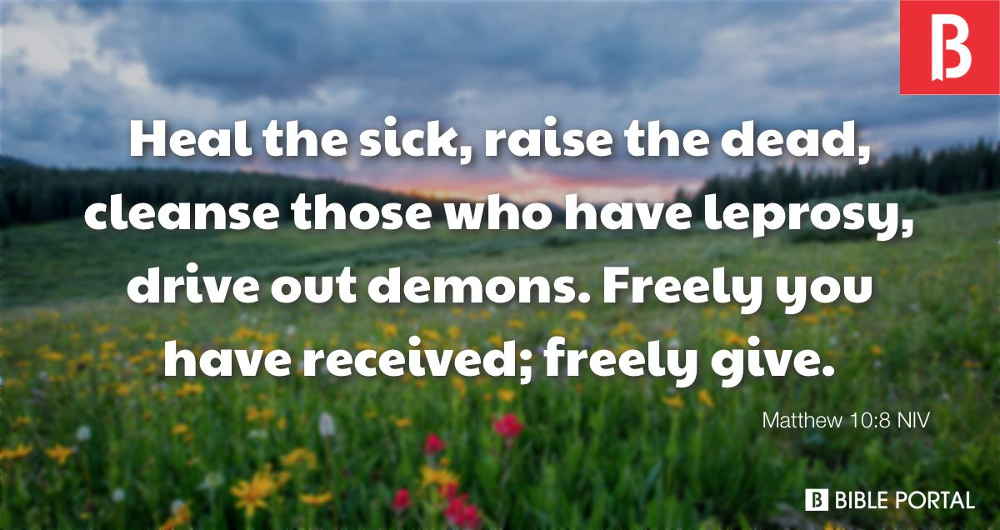 B
Heal the sick, raise the dead,
cleanse those who have leprosy,
drive out demons. Freely you
have received; freely give.
Matthew 10:8 NIV
B BIBLE PORTAL